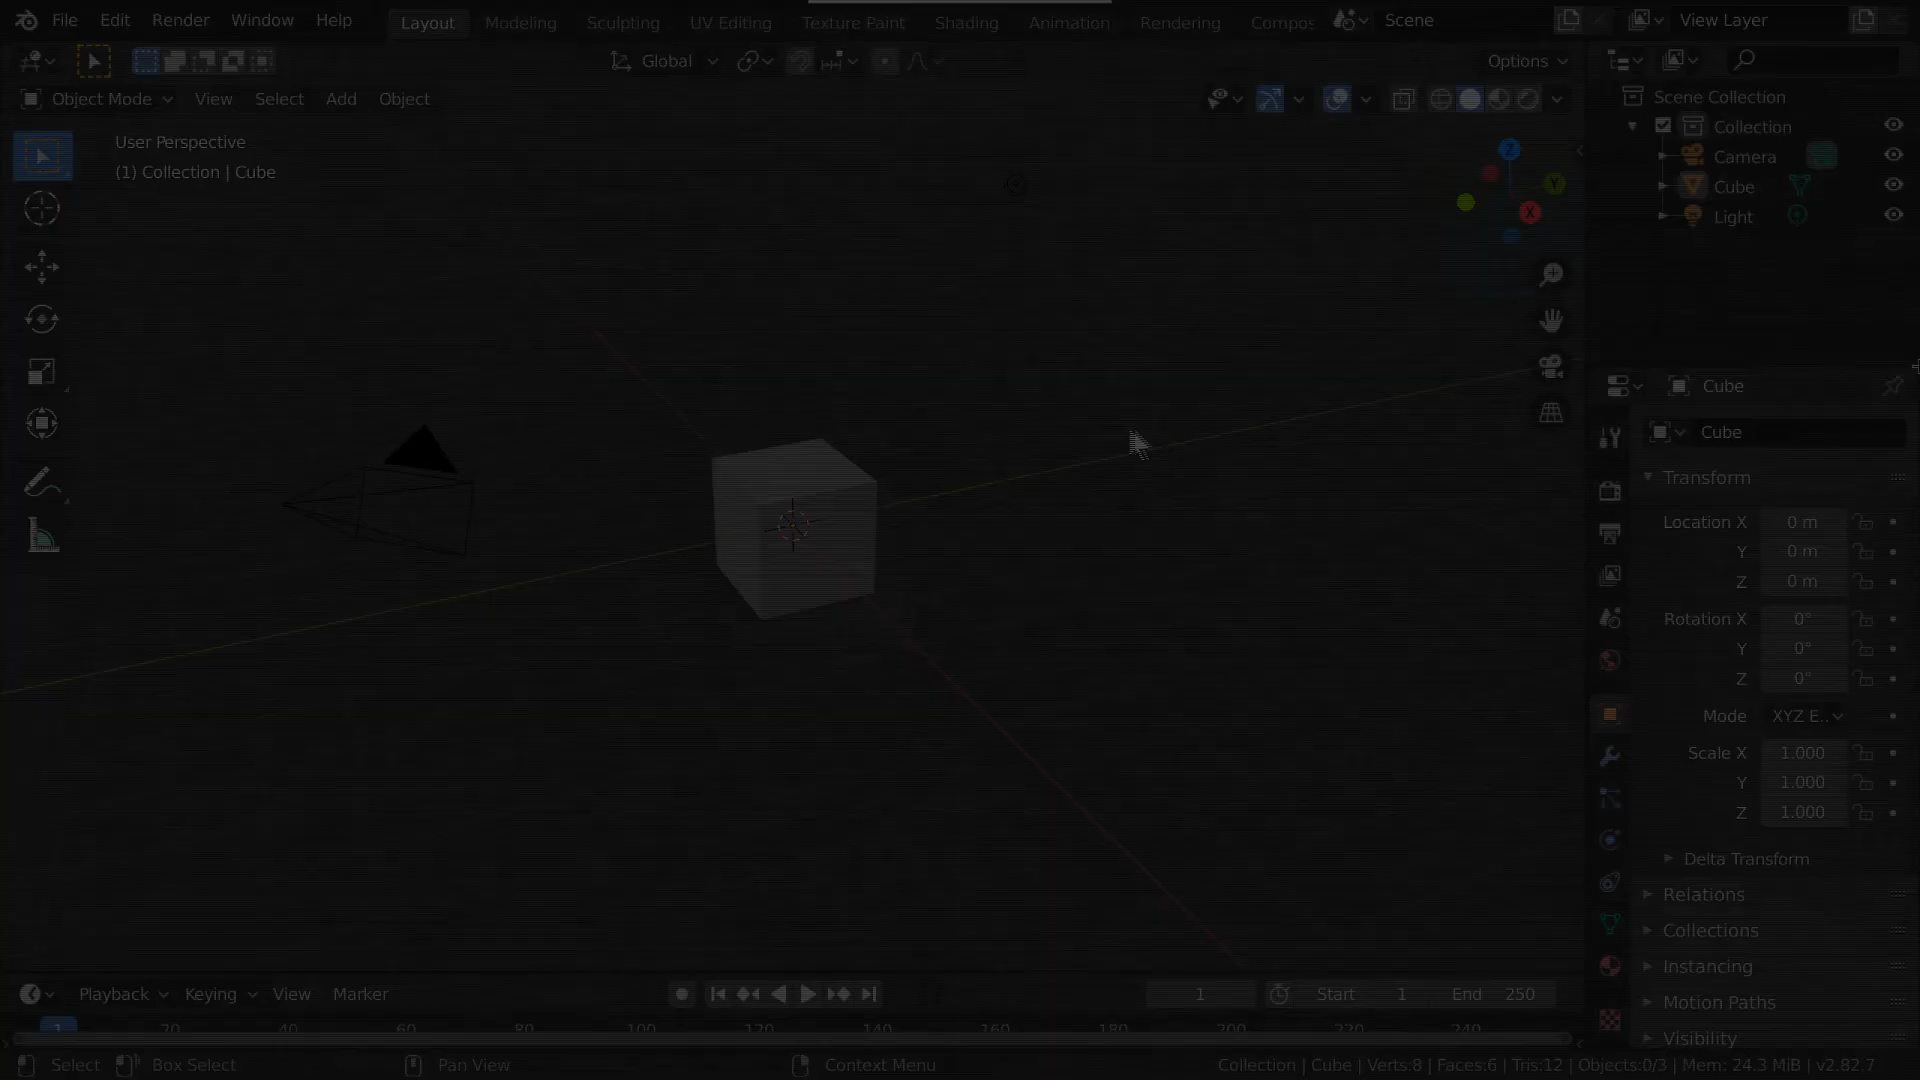 File Edit Render Window Help Layout Modeling Sculpting UV Editing Texture Paint Shading Animation Rendering Compos Scene View Layer
Global Options
Object Mode View Select Add Object
User Perspective
(1) Collection | Cube
Z
Y
X
Scene Collection
Collection
Camera
Cube
Light
Cube
Cube
Transform
Location X 0 m
Y 0 m
Z 0 m
Rotation X 0°
Y 0°
Z 0°
Mode XYZ E..
Scale X 1.000
Y 1.000
Z 1.000
Delta Transform
Relations
Collections
Instancing
Motion Paths
Visibility
Playback Keying View Marker 1 Start 1 End 250
1 20 40 60 80 100 120 140 160 180 200 220 240
Select Box Select Pan View Context Menu Collection | Cube | Verts:8 | Faces:6 | Tris:12 | Objects:0/3 | Mem: 24.3 MiB | v2.82.7